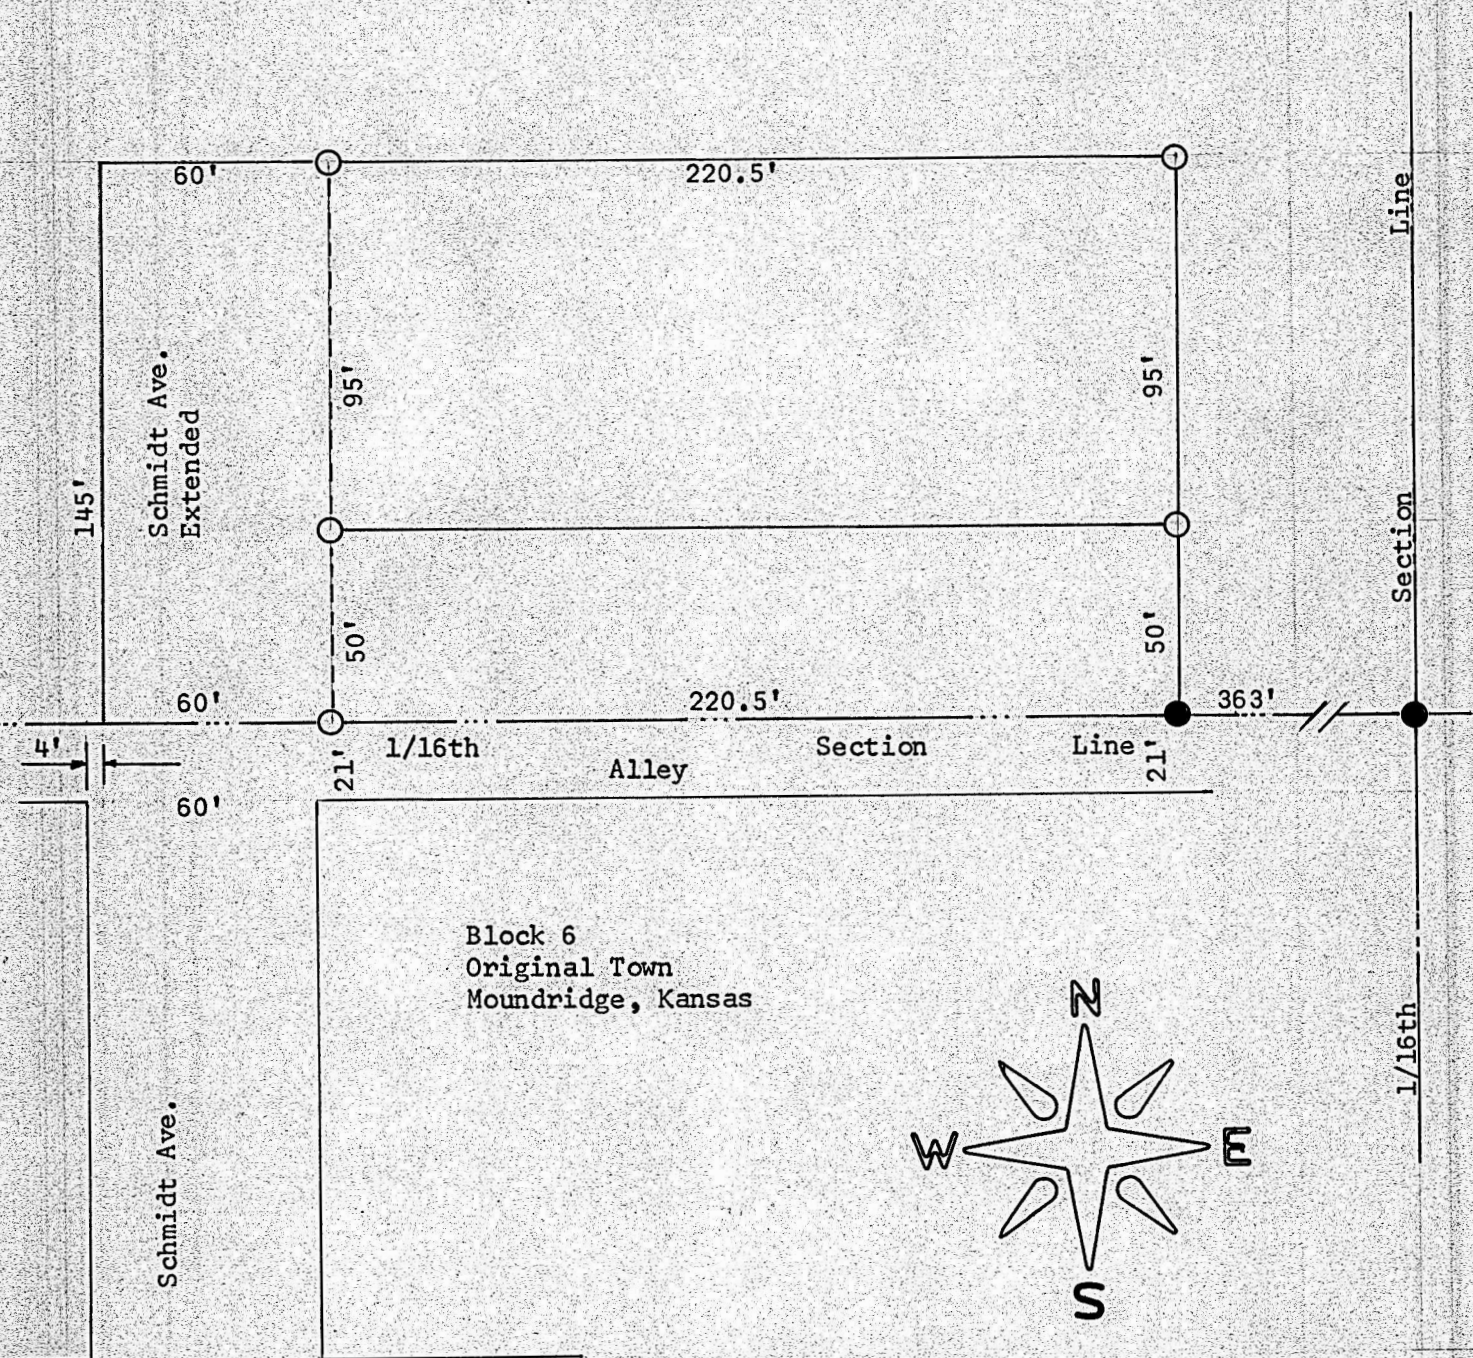 60'
220.5'
Line
95'
95'
Schmidt Ave.
Extended
145'
Section
50'
50'
60'
220.5'
363'
4'
21'
1/16th
Section
Line
21'
Alley
60'
Block 6
Original Town
Moundridge, Kansas
N
1/16th
W
E
Schmidt Ave.
S